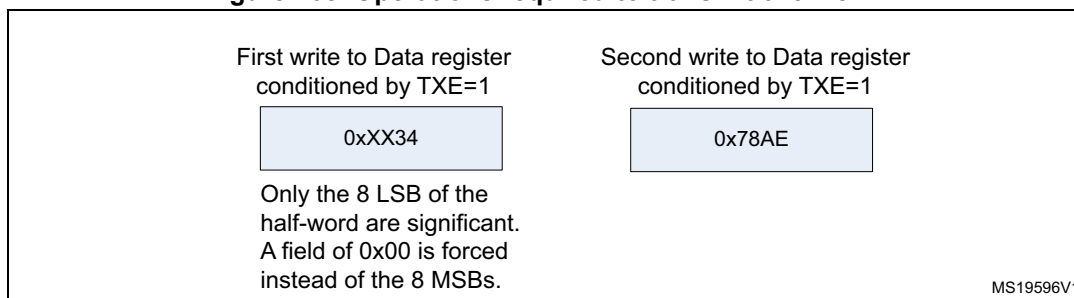 First write to Data register
conditioned by TXE=1
0xXX34
Only the 8 LSB of the
half-word are significant.
A field of 0x00 is forced
instead of the 8 MSBs.
Second write to Data register
conditioned by TXE=1
0x78AE
MS19596V1